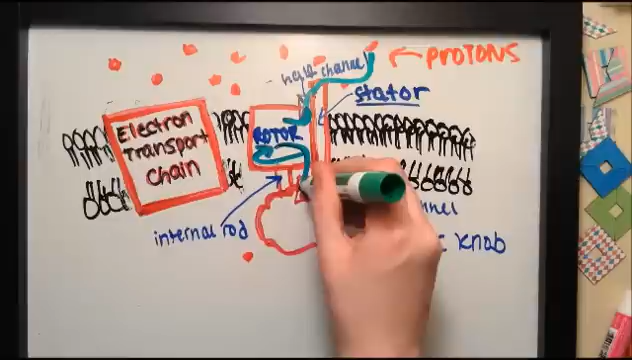 half channel
← PROTONS
stator
Electron
Transport
Chain
ROTOR
internal rod
knob